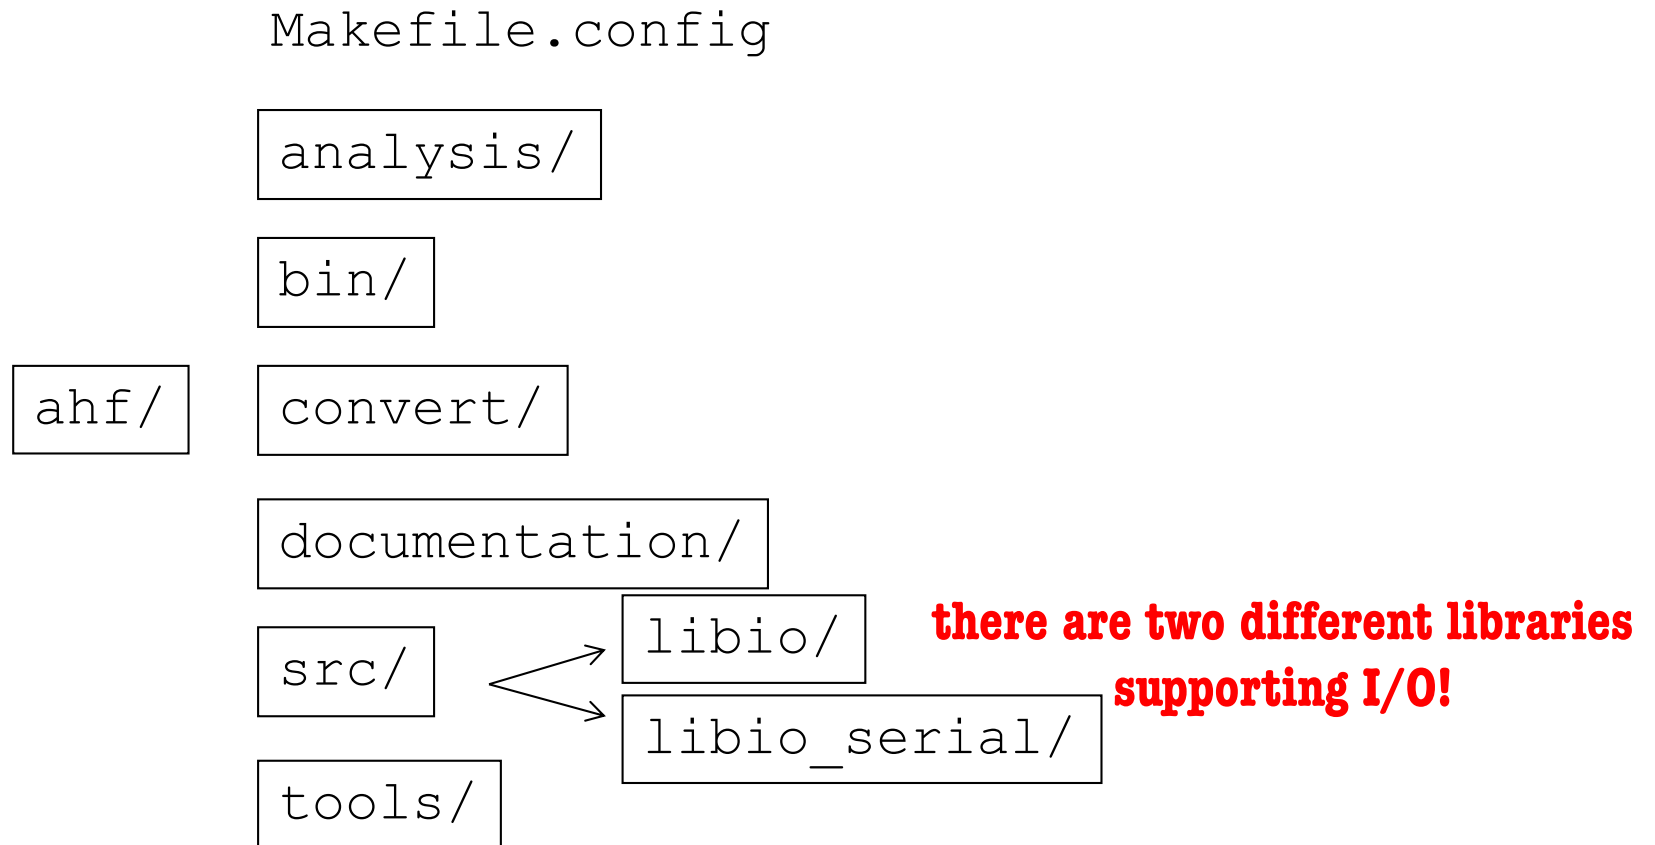 Makefile.config
analysis/
bin/
ahf/
convert/
documentation/
src/
libio/
libio_serial/
there are two different libraries
supporting I/O!
tools/